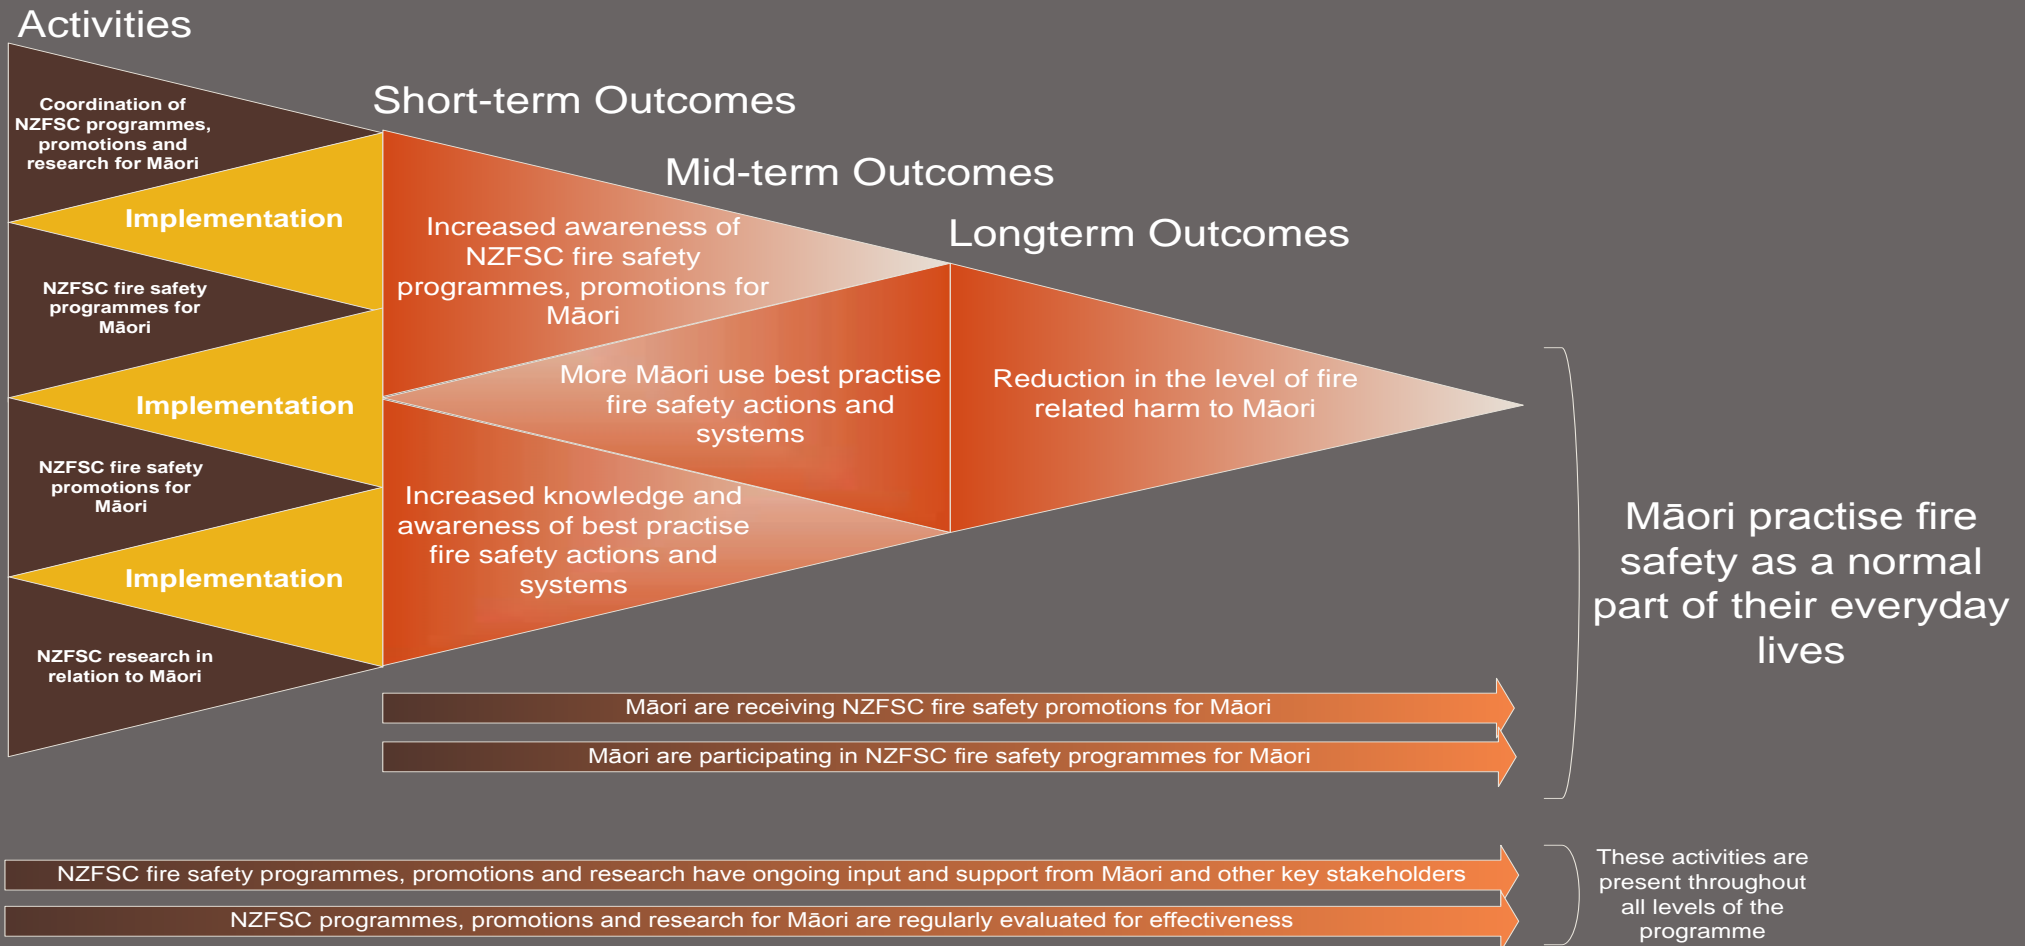 Activities
Coordination of
NZFSC programmes,
promotions and
research for Māori
Implementation
NZFSC fire safety
programmes for
Māori
Implementation
NZFSC fire safety
promotions for
Māori
Implementation
NZFSC research in
relation to Māori
Short-term Outcomes
Increased awareness of
NZFSC fire safety
programmes, promotions for
Māori
Increased knowledge and
awareness of best practise
fire safety actions and
systems
Mid-term Outcomes
More Māori use best practise
fire safety actions and
systems
Longterm Outcomes
Reduction in the level of fire
related harm to Māori
Māori practise fire
safety as a normal
part of their everyday
lives
Māori are receiving NZFSC fire safety promotions for Māori
Māori are participating in NZFSC fire safety programmes for Māori
NZFSC fire safety programmes, promotions and research have ongoing input and support from Māori and other key stakeholders
NZFSC programmes, promotions and research for Māori are regularly evaluated for effectiveness
These activities are
present throughout
all levels of the
programme